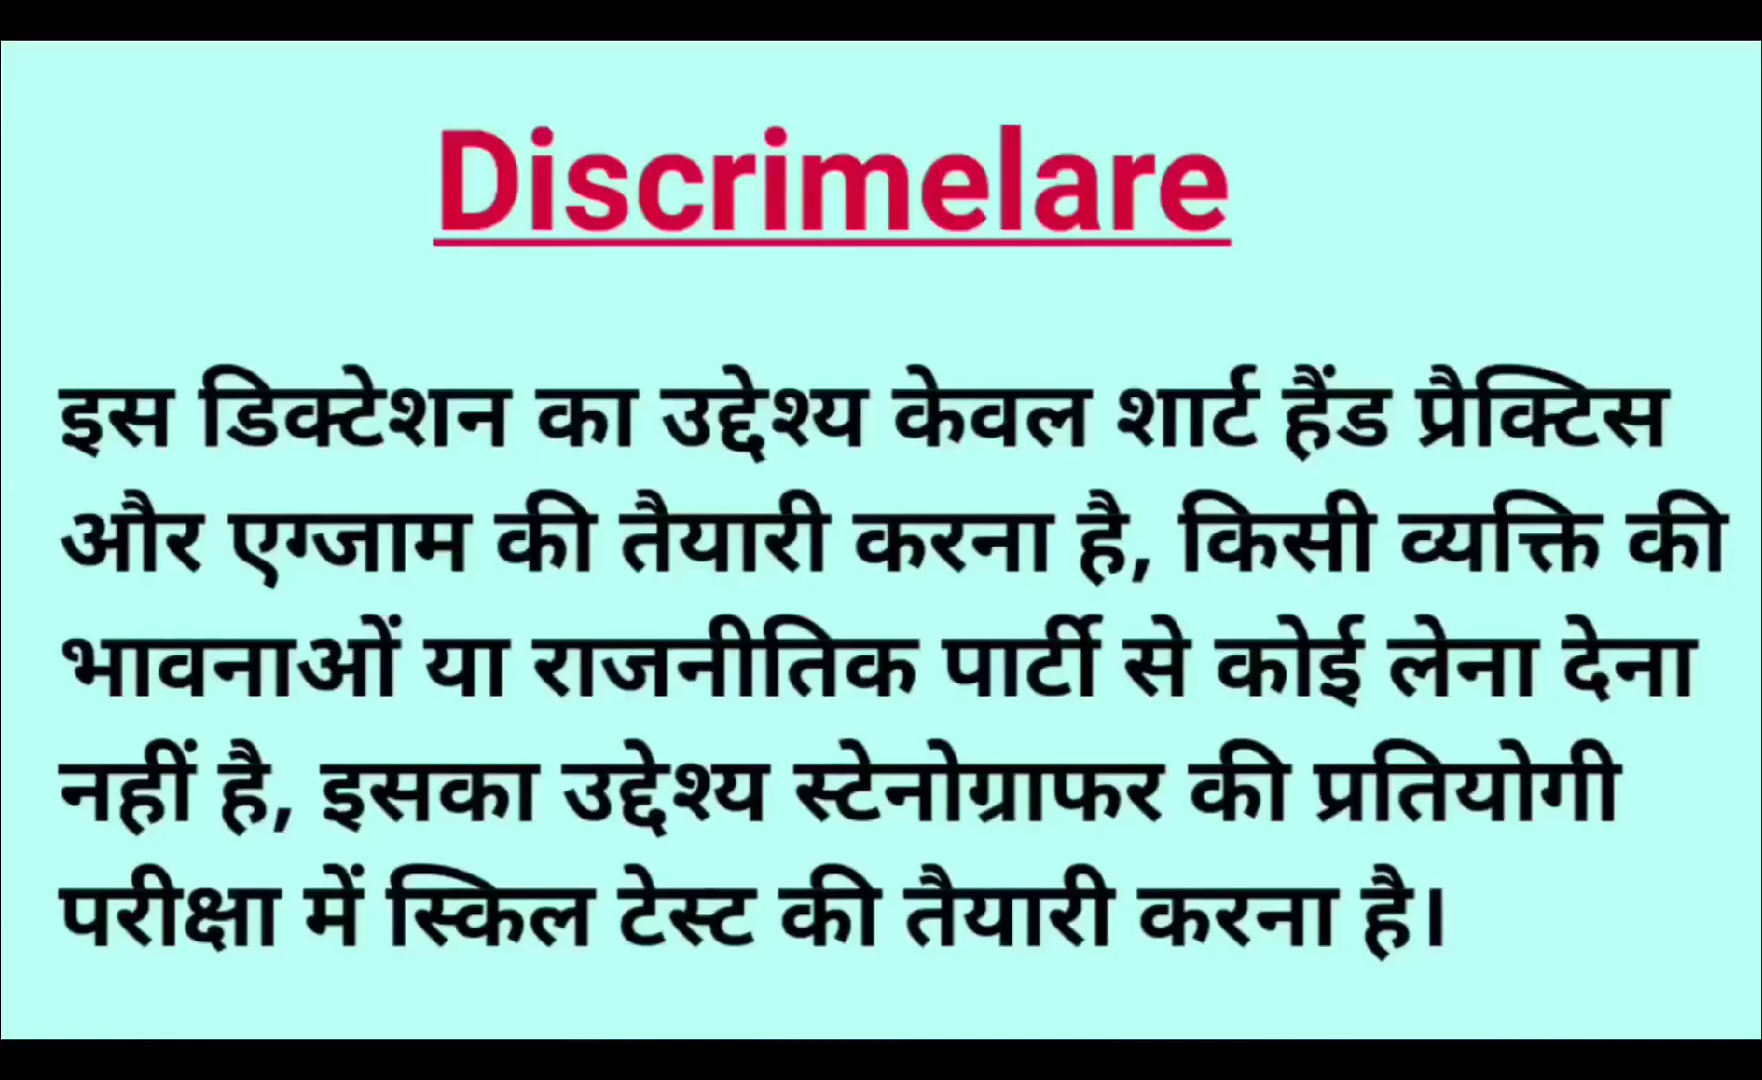 Discrimelare
इस डिक्टेशन का उद्देश्य केवल शार्ट हैंड प्रैक्टिस
और एग्जाम की तैयारी करना है, किसी व्यक्ति की
भावनाओं या राजनीतिक पार्टी से कोई लेना देना
नहीं है, इसका उद्देश्य स्टेनोग्राफर की प्रतियोगी
परीक्षा में स्किल टेस्ट की तैयारी करना है।